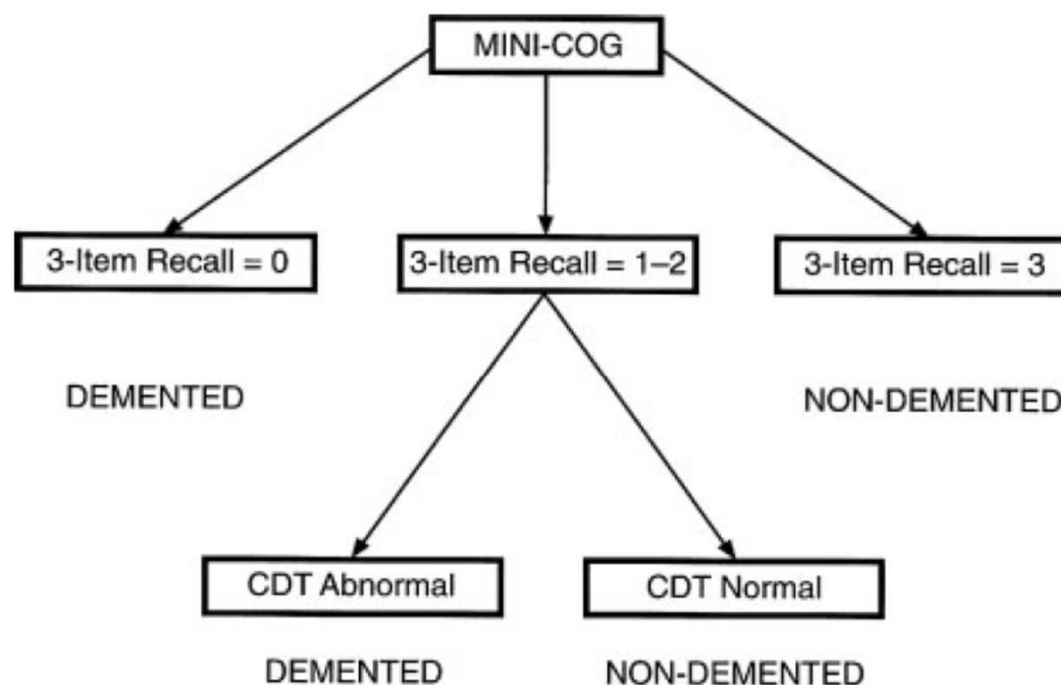 MINI-COG
3-Item Recall = 0
3-Item Recall = 1–2
3-Item Recall = 3
DEMENTED
NON-DEMENTED
CDT Abnormal
CDT Normal
DEMENTED
NON-DEMENTED